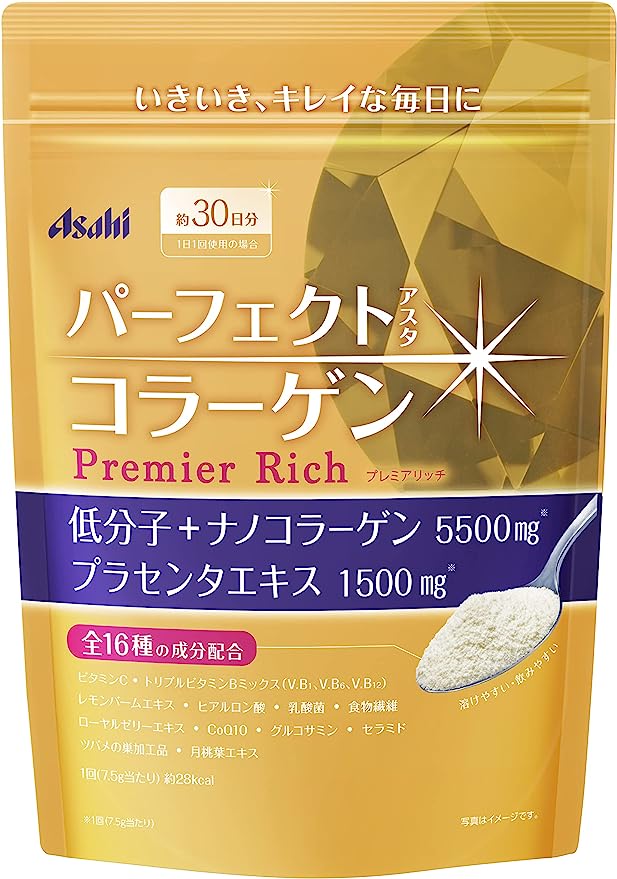 いきいき、キレイな毎日に
Asahi
約30日分
1日1回使用の場合
パーフェクト
アスタ
コラーゲン
Premier Rich プレミアリッチ
低分子+ナノコラーゲン 5500mg※
プラセンタエキス 1500mg※
全16種の成分配合
ビタミンC・トリプルビタミンBミックス(V.B1、V.B6、V.B12)
レモンバームエキス・ヒアルロン酸・乳酸菌・食物繊維
ローヤルゼリーエキス・CoQ10・グルコサミン・セラミド
ツバメの巣加工品・月桃葉エキス
1回(7.5g当たり)約28kcal
溶けやすい・飲みやすい
※1回(7.5g当たり)
写真はイメージです。